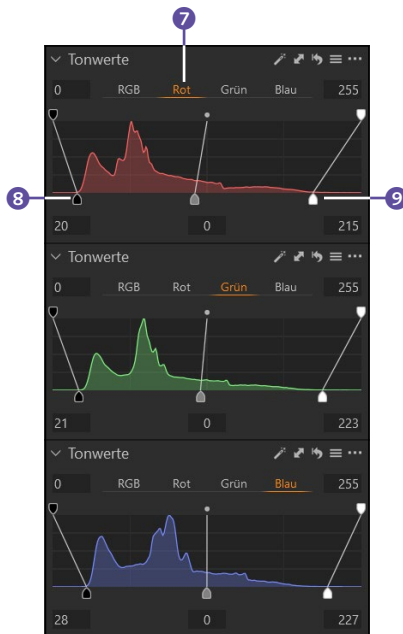 7
Tonwerte
0 RGB Rot Grün Blau 255
8 9
20 0 215
Tonwerte
0 RGB Rot Grün Blau 255
21 0 223
Tonwerte
0 RGB Rot Grün Blau 255
28 0 227